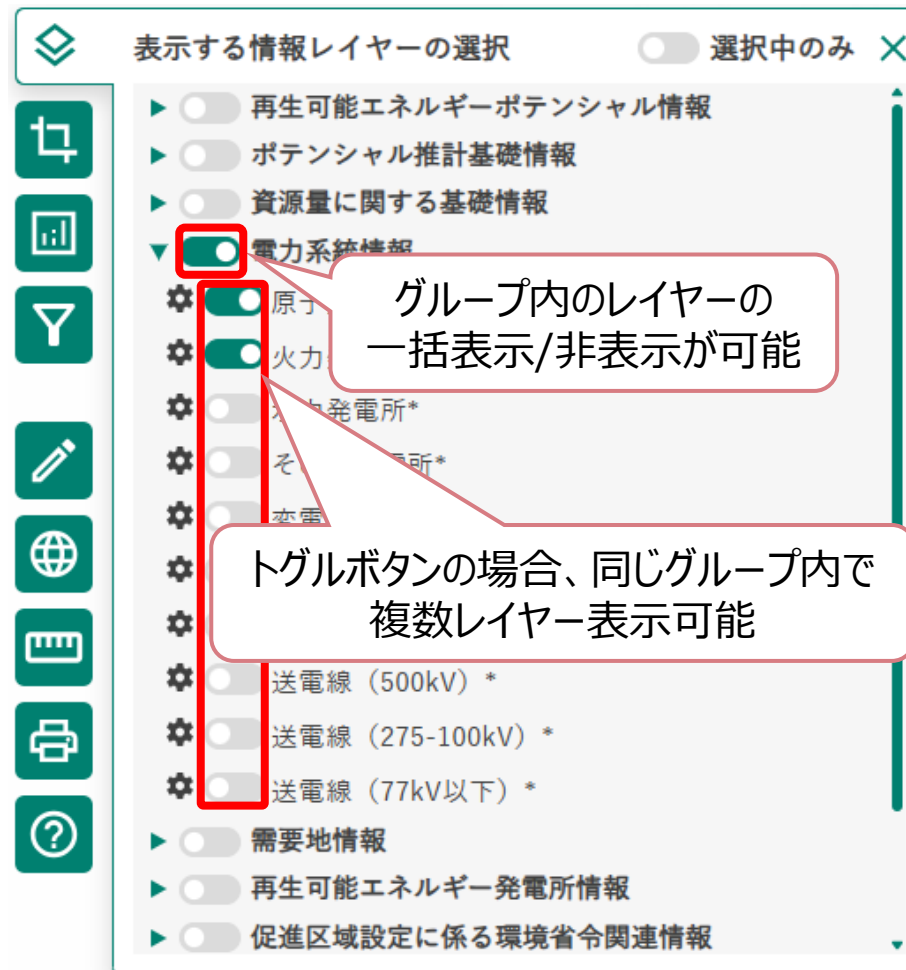 表示する情報レイヤーの選択 選択中のみ
再生可能エネルギーポテンシャル情報
ポテンシャル推計基礎情報
資源量に関する基礎情報
電力系統情報
原子
グループ内のレイヤーの
一括表示/非表示が可能
火力
発電所*
そ 所*
変電
トグルボタンの場合、同じグループ内で
複数レイヤー表示可能
送電線（500kV）*
送電線（275-100kV）*
送電線（77kV以下）*
需要地情報
再生可能エネルギー発電所情報
促進区域設定に係る環境省令関連情報